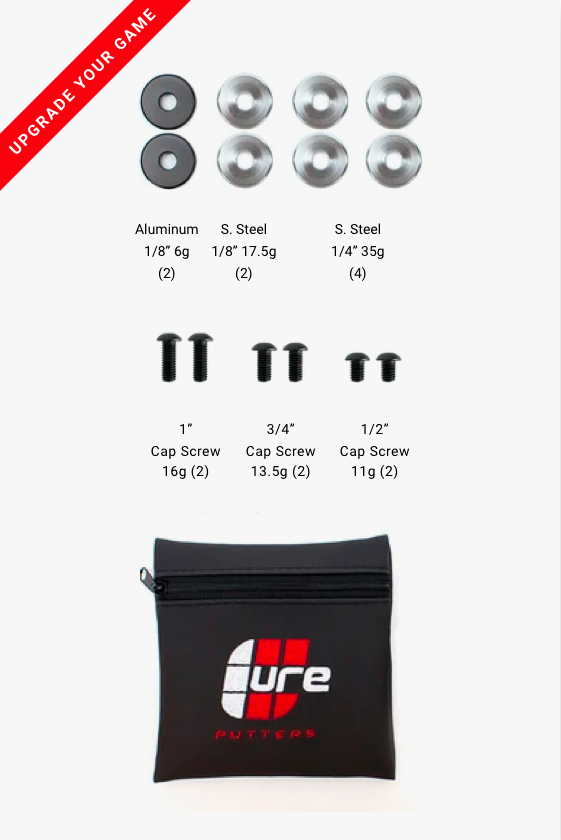 UPGRADE YOUR GAME
Aluminum
1/8” 6g
(2)
S. Steel
1/8” 17.5g
(2)
S. Steel
1/4” 35g
(4)
1”
Cap Screw
16g (2)
3/4”
Cap Screw
13.5g (2)
1/2”
Cap Screw
11g (2)
Cure
PUTTERS